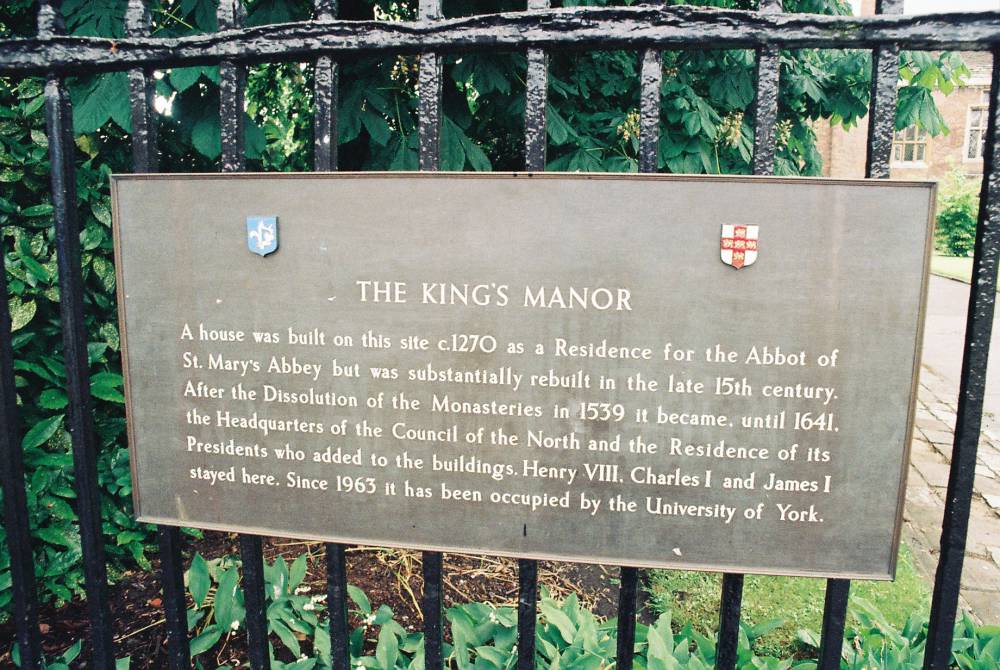 THE KING'S MANOR
A house was built on this site c.1270 as a Residence for the Abbot of
St. Mary's Abbey but was substantially rebuilt in the late 15th century.
After the Dissolution of the Monasteries in 1539 it became, until 1641,
the Headquarters of the Council of the North and the Residence of its
Presidents who added to the buildings. Henry VIII, Charles I and James I
stayed here. Since 1963 it has been occupied by the University of York.